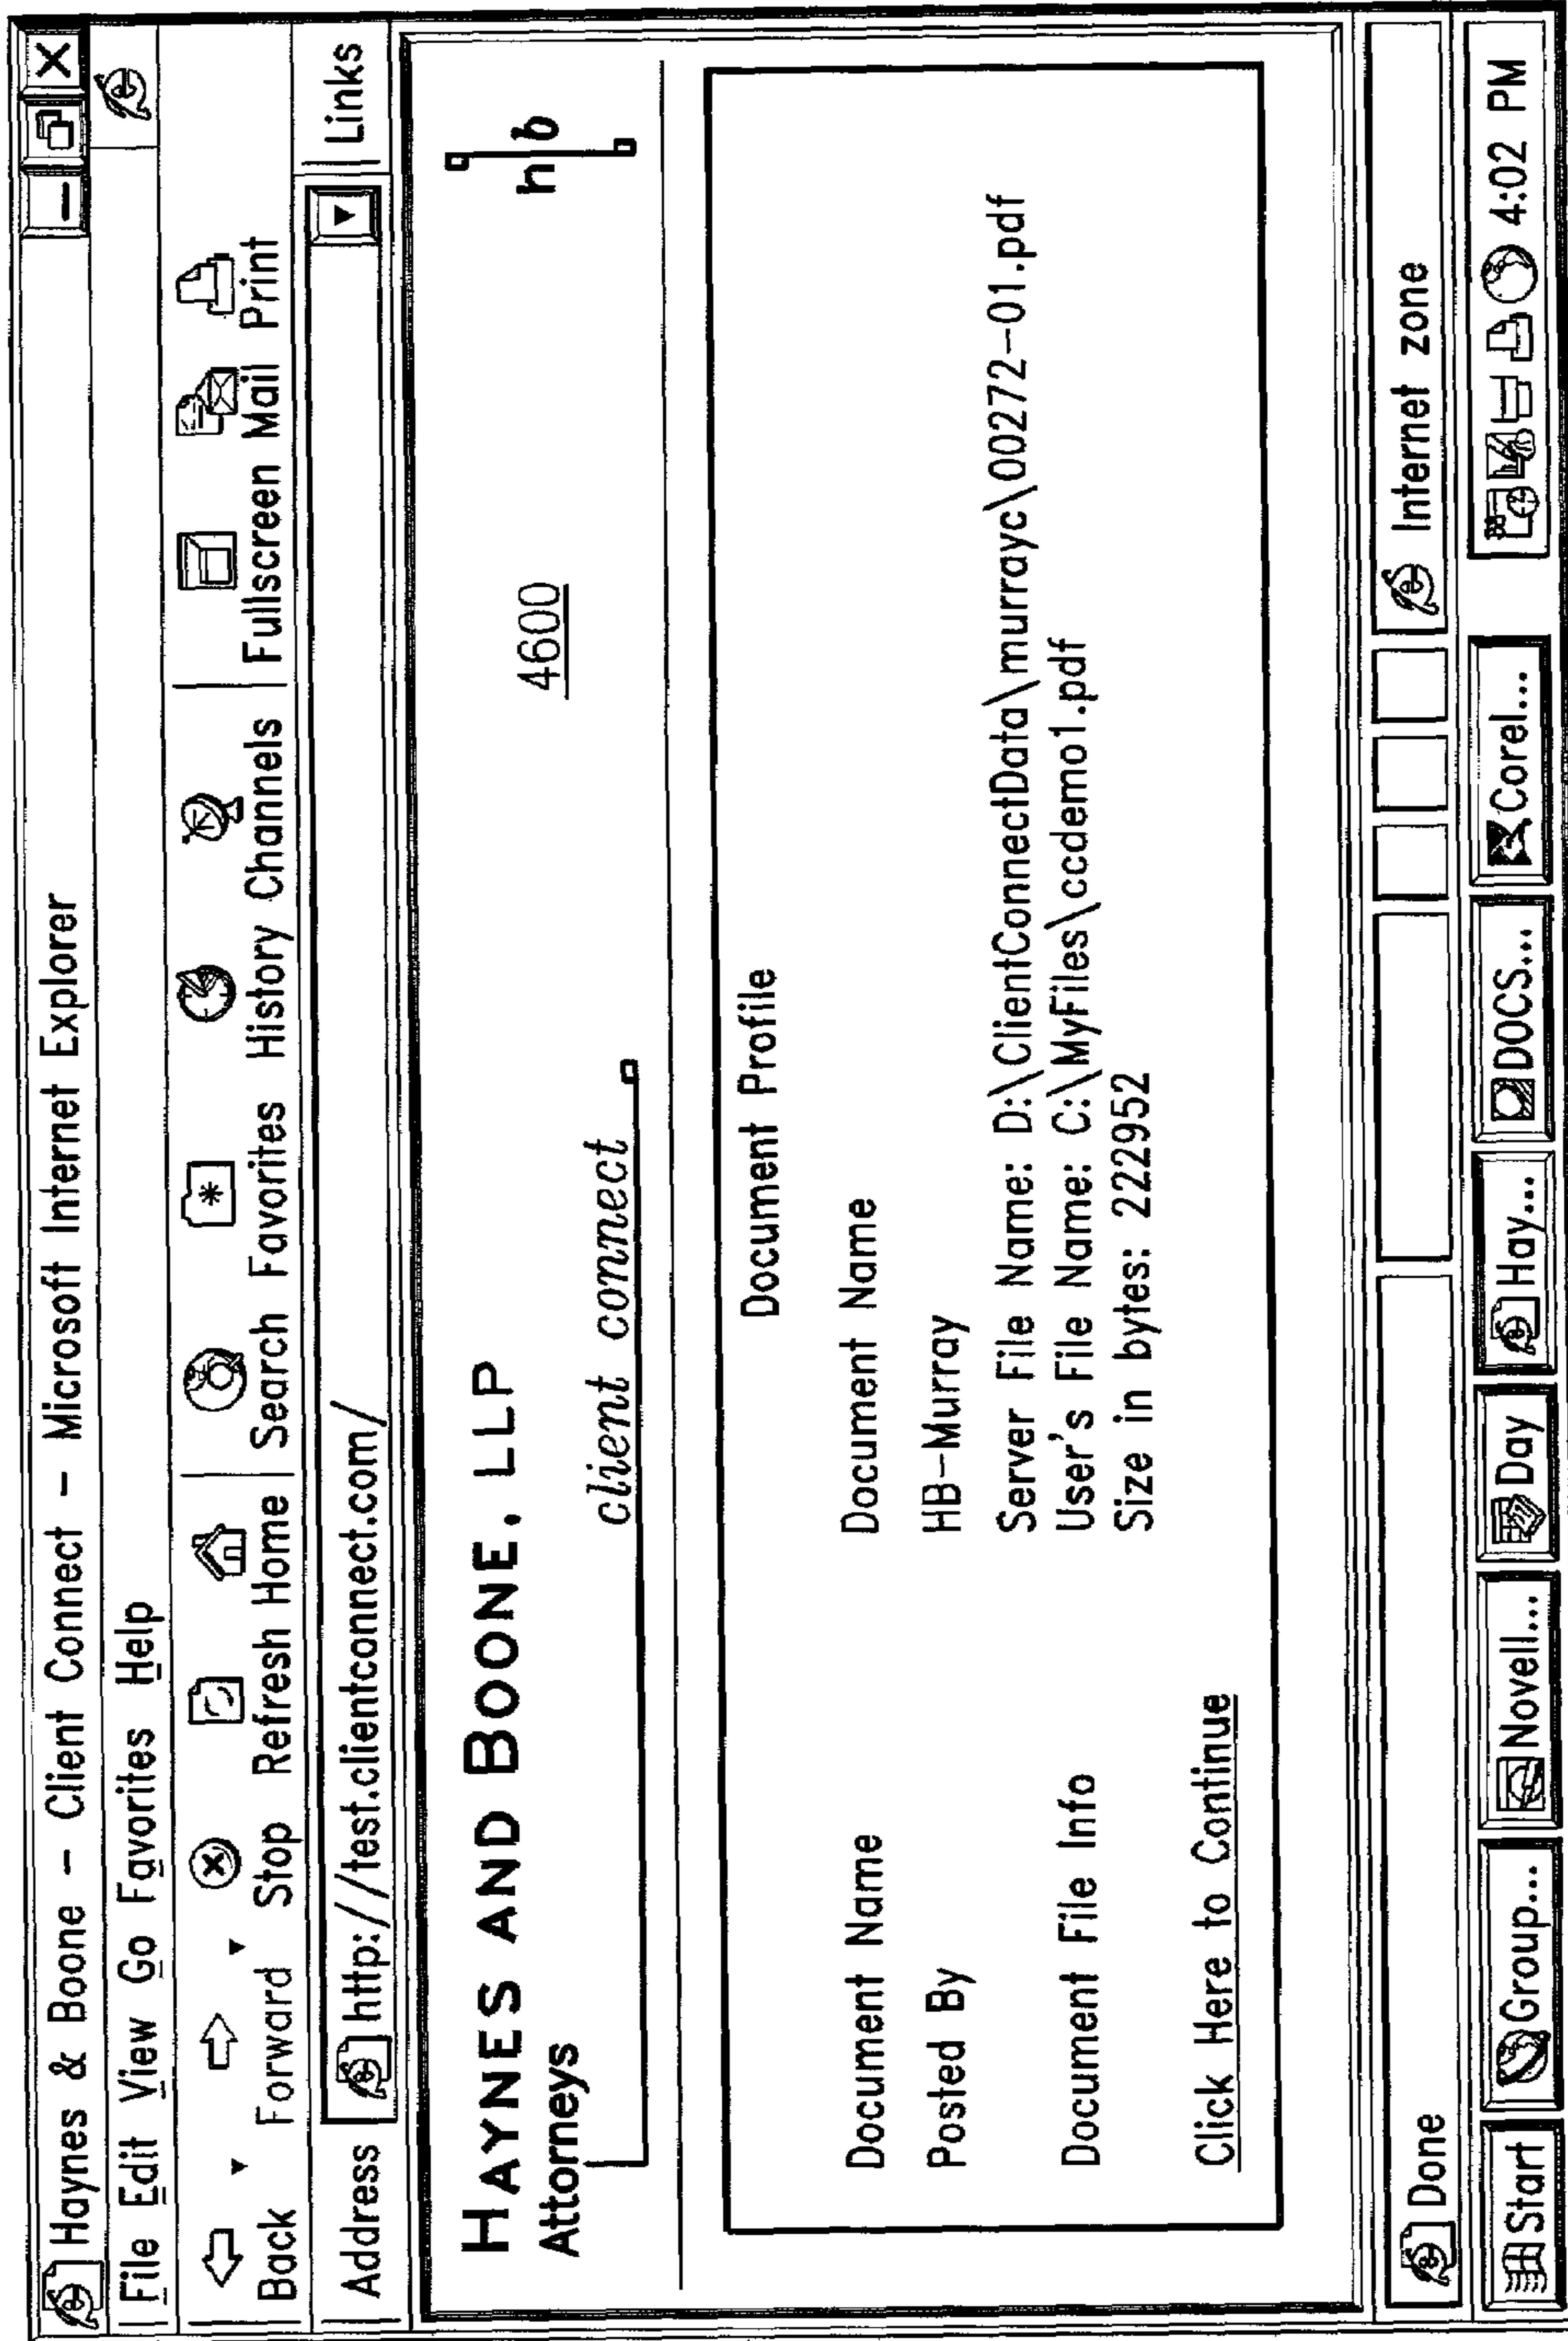 Haynes & Boone – Client Connect – Microsoft Internet Explorer
File Edit View Go Favorites Help
Back Forward Stop Refresh Home Search Favorites History Channels Fullscreen Mail Print
Address http://test.clientconnect.com/ Links
HAYNES AND BOONE, LLP
Attorneys
4600
h b
client connect
Document Profile
Document Name Document Name
Posted By HB-Murray
Server File Name: D:\ClientConnectData\murrayc\00272-01.pdf
Document File Info User's File Name: C:\MyFiles\ccdemo1.pdf
Size in bytes: 222952
Click Here to Continue
Done Internet zone
Start Group... Novell... Day Hay... DOCS... Corel... 4:02 PM